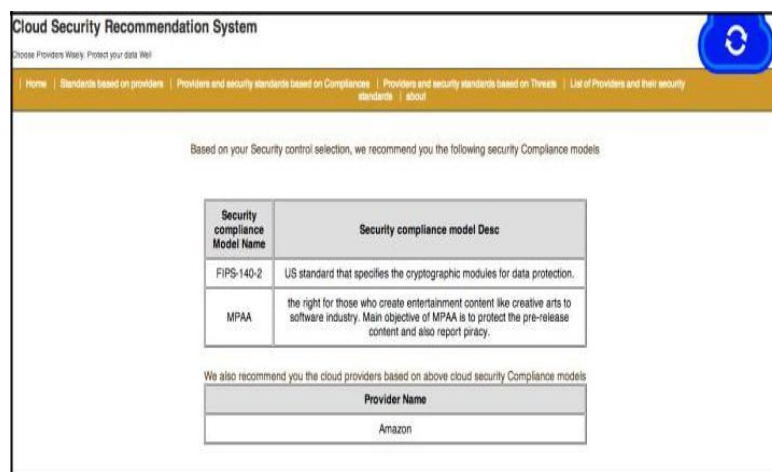 Cloud Security Recommendation System
Choose Providers Wisely. Protect your data Well
| Home | Standards based on providers | Providers and security standards based on Compliances | Providers and security standards based on Threats | List of Providers and their security
standards | about
Based on your Security control selection, we recommend you the following security Compliance models
Security
compliance
Model Name
Security compliance model Desc
FIPS-140-2
US standard that specifies the cryptographic modules for data protection.
MPAA
the right for those who create entertainment content like creative arts to
software industry. Main objective of MPAA is to protect the pre-release
content and also report piracy.
We also recommend you the cloud providers based on above cloud security Compliance models
Provider Name
Amazon